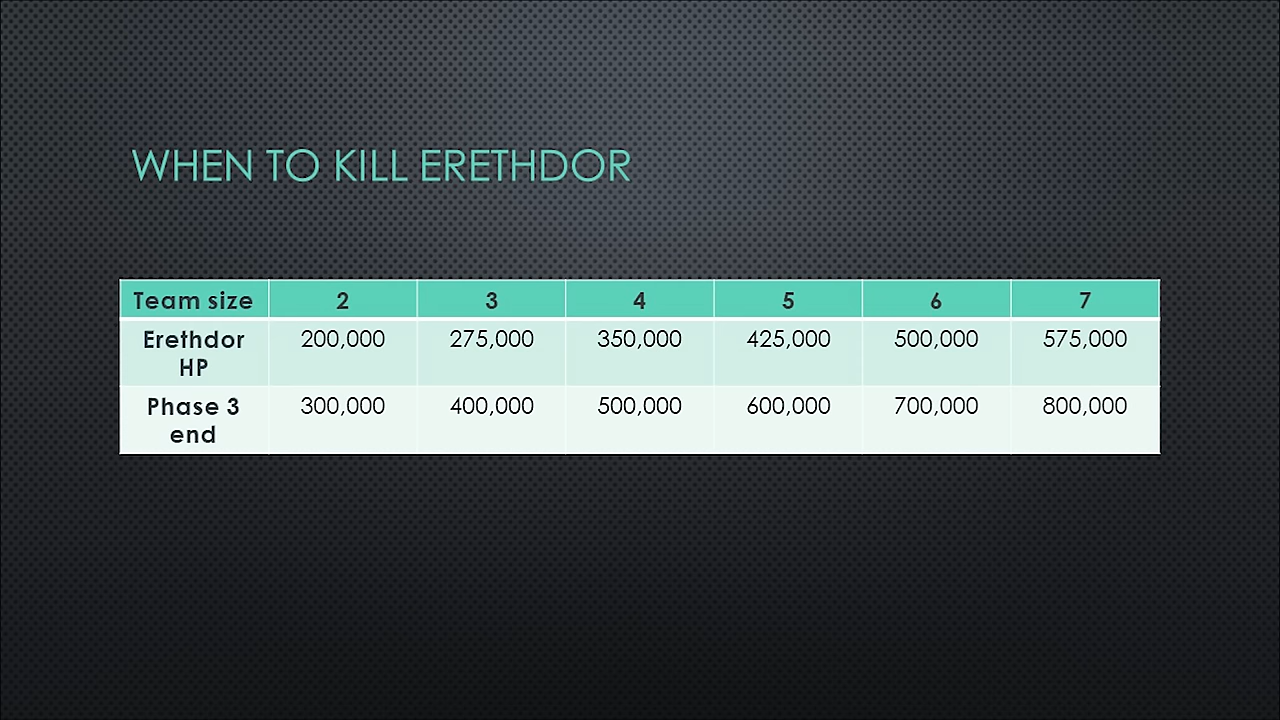 WHEN TO KILL ERETHDOR
Team size 2 3 4 5 6 7
Erethdor HP 200,000 275,000 350,000 425,000 500,000 575,000
Phase 3 end 300,000 400,000 500,000 600,000 700,000 800,000